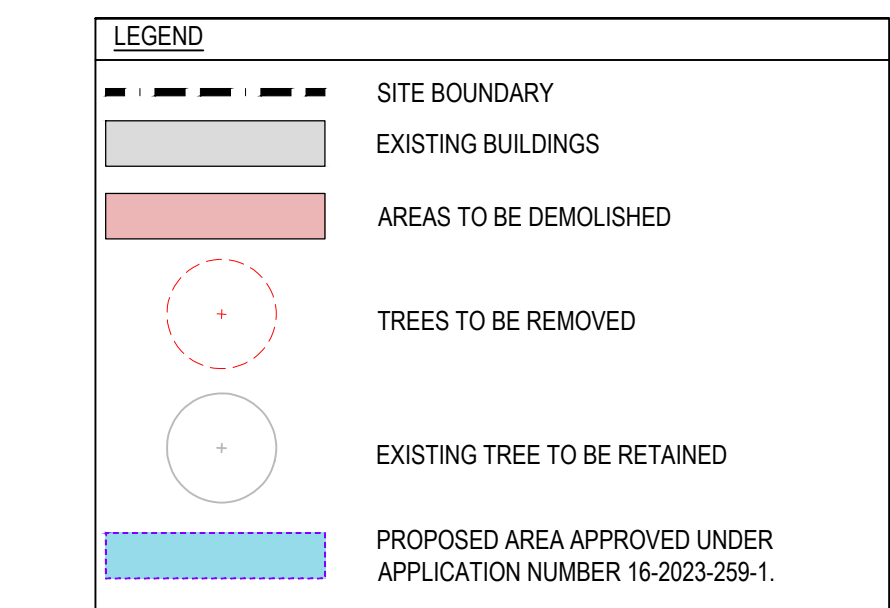 LEGEND
SITE BOUNDARY
EXISTING BUILDINGS
AREAS TO BE DEMOLISHED
TREES TO BE REMOVED
EXISTING TREE TO BE RETAINED
PROPOSED AREA APPROVED UNDER
APPLICATION NUMBER 16-2023-259-1.